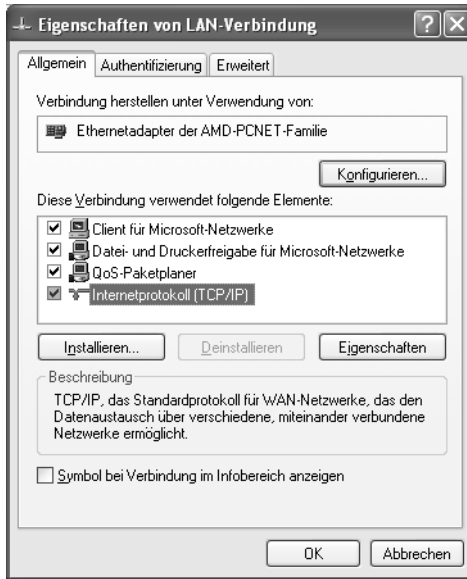 Eigenschaften von LAN-Verbindung
Allgemein Authentifizierung Erweitert
Verbindung herstellen unter Verwendung von:
Ethernetadapter der AMD-PCNET-Familie
Konfigurieren...
Diese Verbindung verwendet folgende Elemente:
Client für Microsoft-Netzwerke
Datei- und Druckerfreigabe für Microsoft-Netzwerke
QoS-Paketplaner
Internetprotokoll (TCP/IP)
Installieren... Deinstallieren Eigenschaften
Beschreibung
TCP/IP, das Standardprotokoll für WAN-Netzwerke, das den
Datenaustausch über verschiedene, miteinander verbundene
Netzwerke ermöglicht.
Symbol bei Verbindung im Infobereich anzeigen
OK Abbrechen